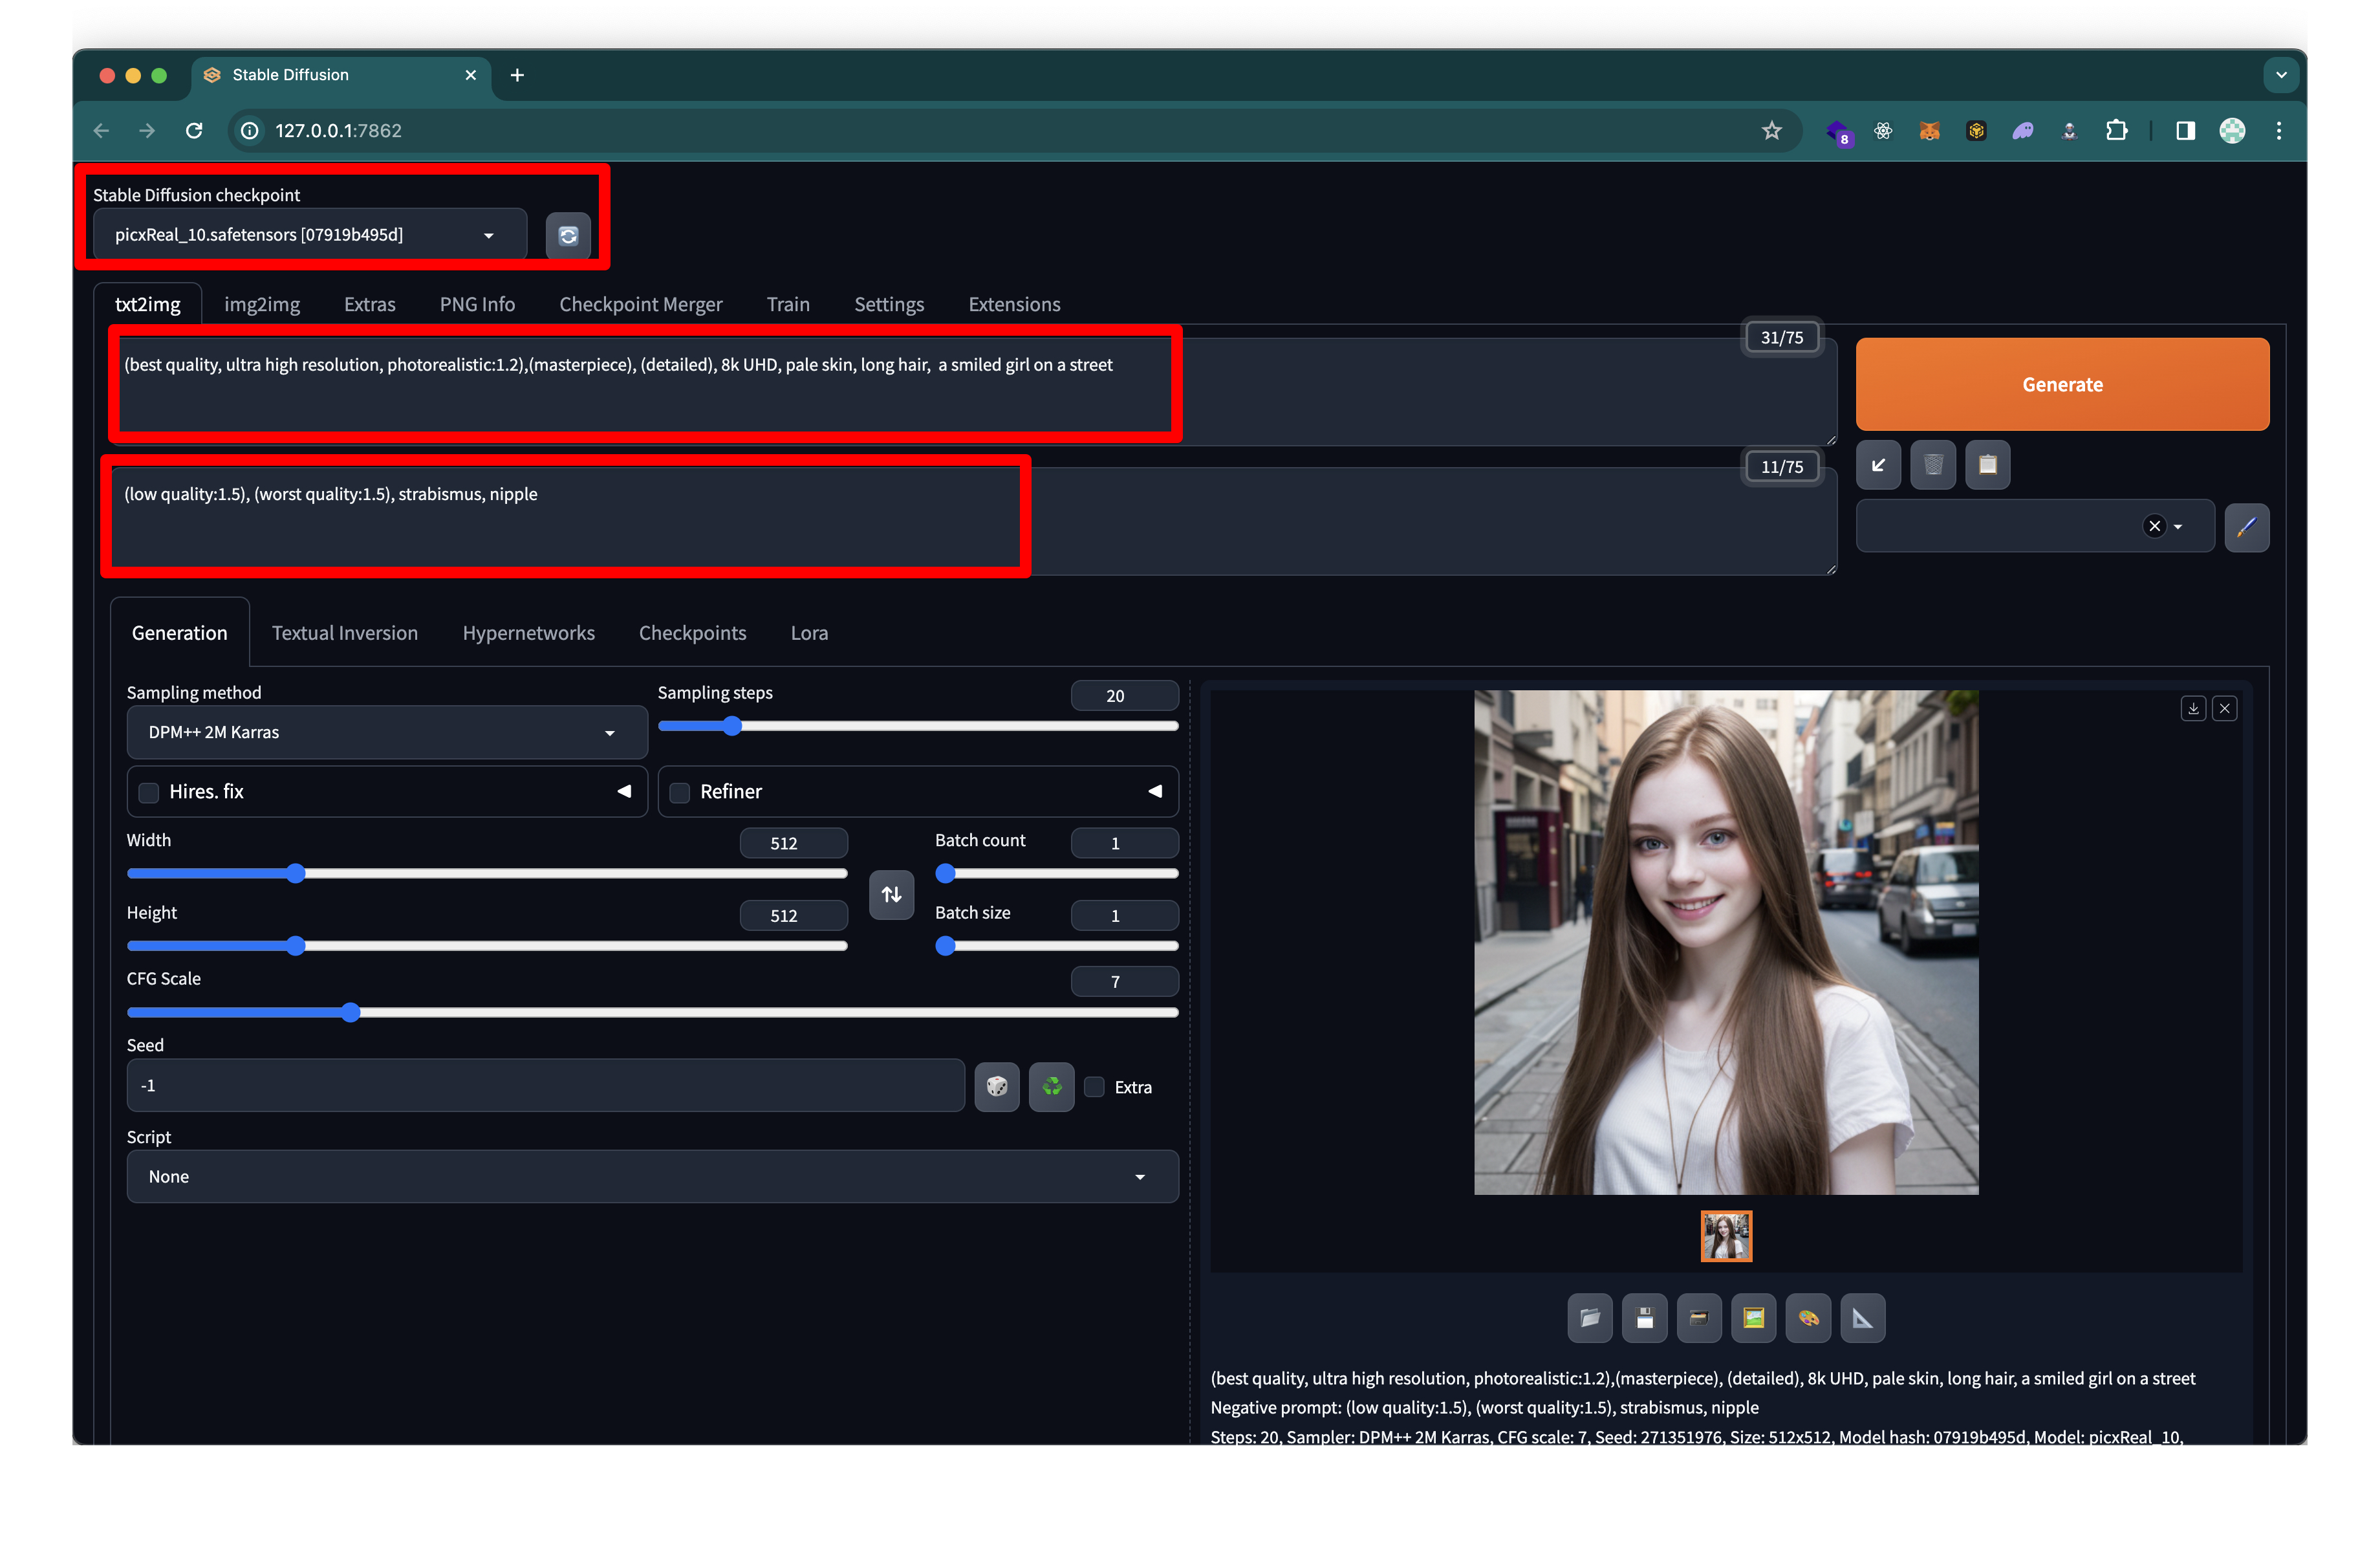 Stable Diffusion
127.0.0.1:7862
8
Stable Diffusion checkpoint
picxReal_10.safetensors [07919b495d]
txt2img img2img Extras PNG Info Checkpoint Merger Train Settings Extensions
31/75
(best quality, ultra high resolution, photorealistic:1.2),(masterpiece), (detailed), 8k UHD, pale skin, long hair, a smiled girl on a street
Generate
11/75
(low quality:1.5), (worst quality:1.5), strabismus, nipple
Generation Textual Inversion Hypernetworks Checkpoints Lora
Sampling method
DPM++ 2M Karras
Sampling steps 20
Hires. fix
Refiner
Width 512
Batch count 1
Height 512
Batch size 1
CFG Scale 7
Seed
-1
Extra
Script
None
(best quality, ultra high resolution, photorealistic:1.2),(masterpiece), (detailed), 8k UHD, pale skin, long hair, a smiled girl on a street
Negative prompt: (low quality:1.5), (worst quality:1.5), strabismus, nipple
Steps: 20, Sampler: DPM++ 2M Karras, CFG scale: 7, Seed: 271351976, Size: 512x512, Model hash: 07919b495d, Model: picxReal_10,